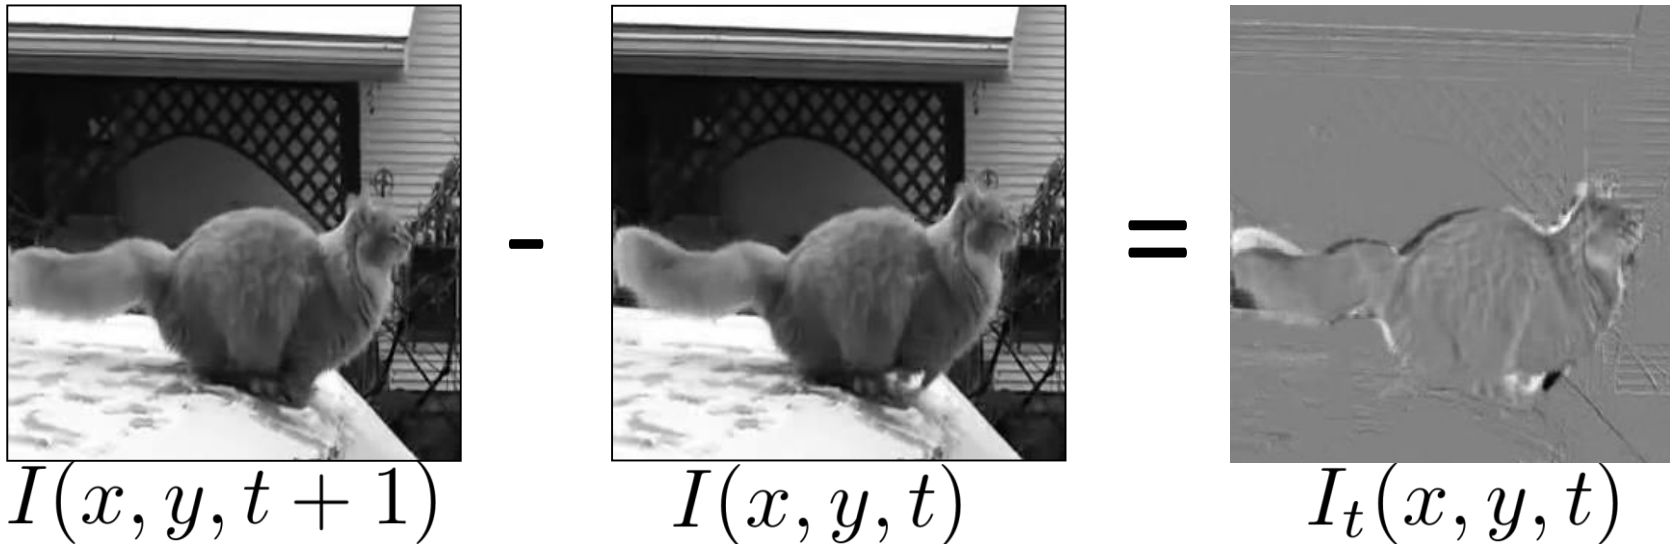 - =
I(x, y, t + 1) I(x, y, t) I_t(x, y, t)